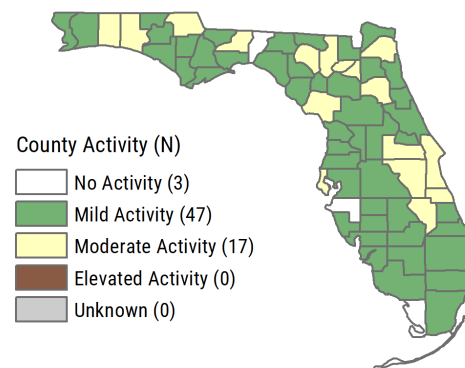 County Activity (N)
No Activity (3)
Mild Activity (47)
Moderate Activity (17)
Elevated Activity (0)
Unknown (0)